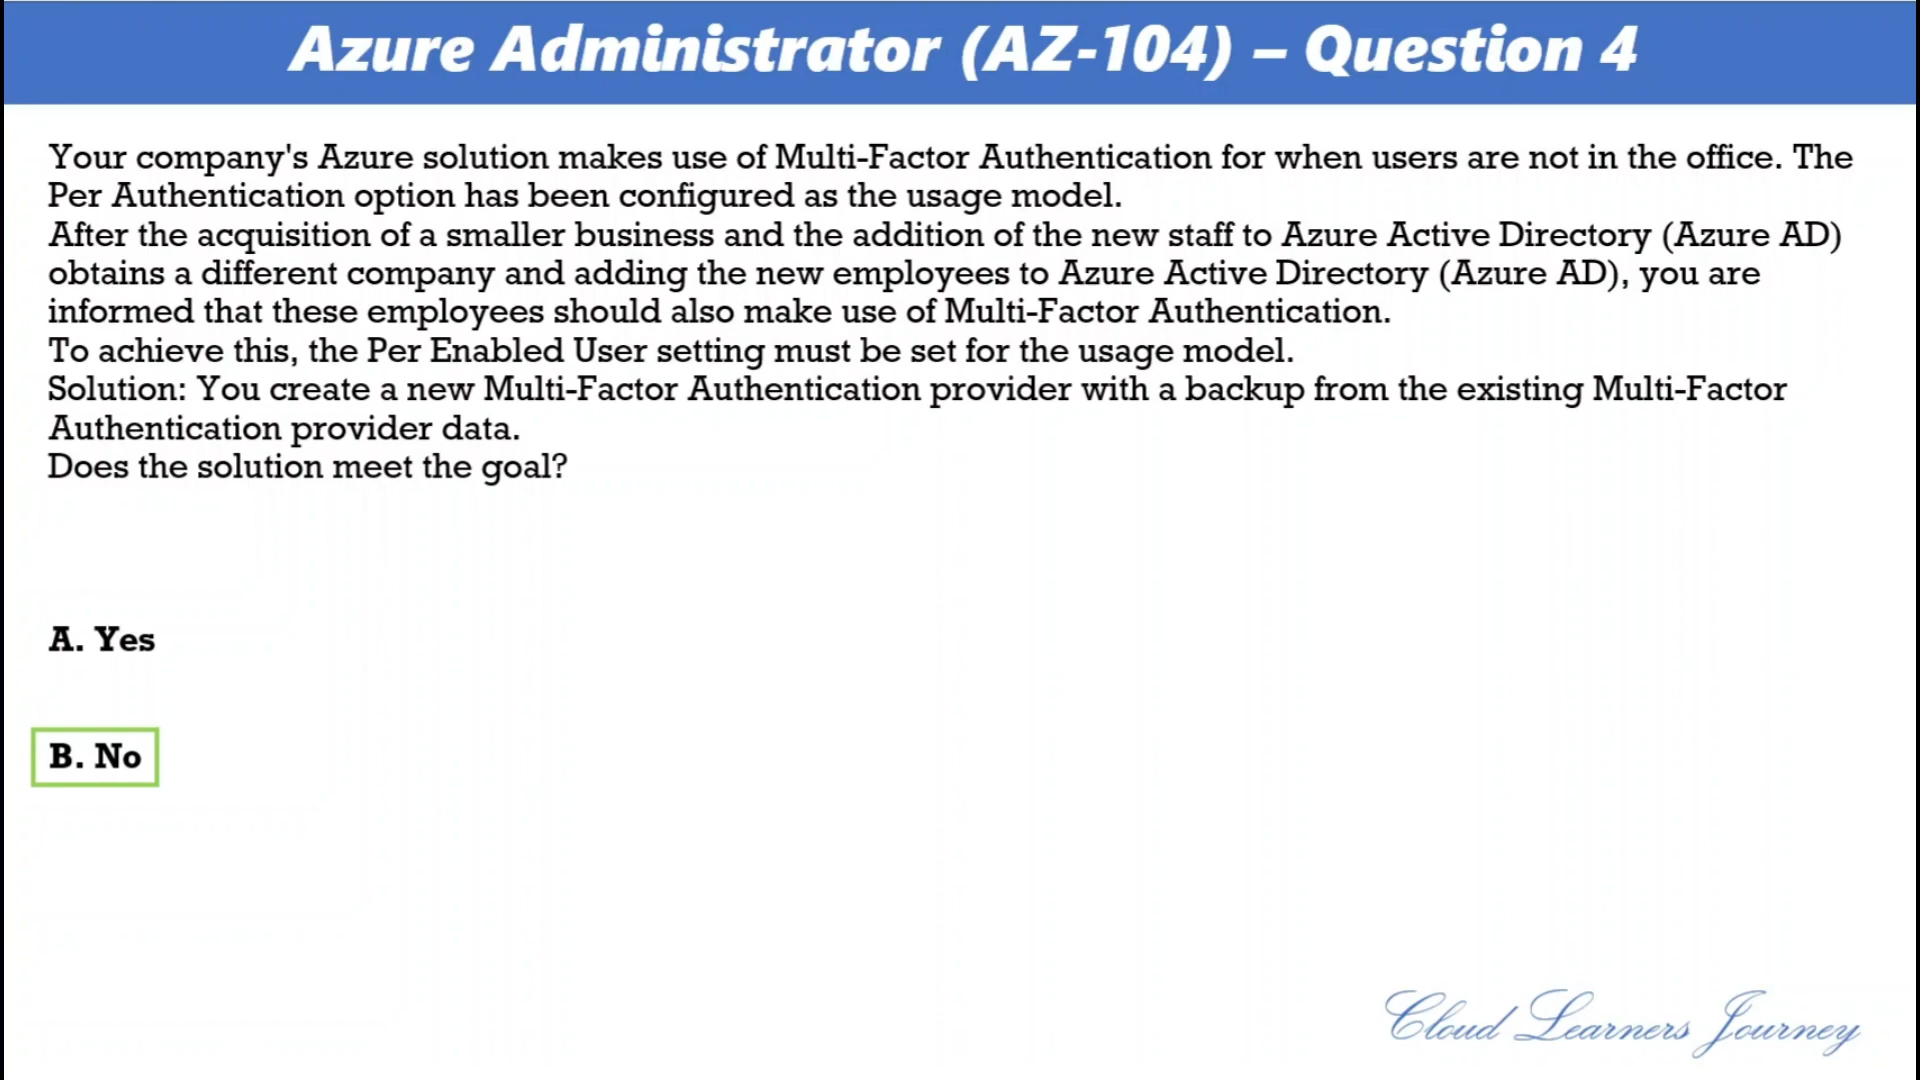 Azure Administrator (AZ-104) – Question 4
Your company's Azure solution makes use of Multi-Factor Authentication for when users are not in the office. The
Per Authentication option has been configured as the usage model.
After the acquisition of a smaller business and the addition of the new staff to Azure Active Directory (Azure AD)
obtains a different company and adding the new employees to Azure Active Directory (Azure AD), you are
informed that these employees should also make use of Multi-Factor Authentication.
To achieve this, the Per Enabled User setting must be set for the usage model.
Solution: You create a new Multi-Factor Authentication provider with a backup from the existing Multi-Factor
Authentication provider data.
Does the solution meet the goal?
A. Yes
B. No
Cloud Learners Journey